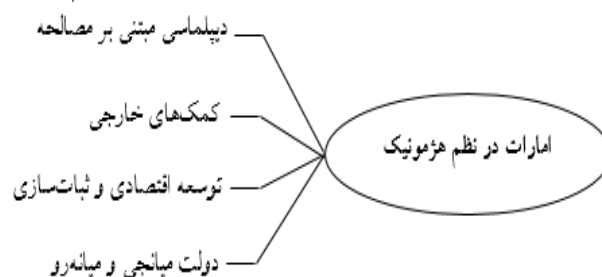 امارات در نظم هژمونیک
دیپلماسی مبتنی بر مصالحه
کمک‌های خارجی
توسعه اقتصادی و ثبات‌سازی
دولت میانجی و میانه‌رو